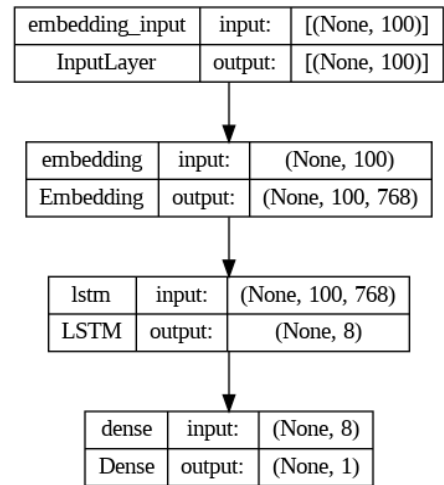 embedding_input input: [(None, 100)]
InputLayer output: [(None, 100)]
embedding input: (None, 100)
Embedding output: (None, 100, 768)
lstm input: (None, 100, 768)
LSTM output: (None, 8)
dense input: (None, 8)
Dense output: (None, 1)